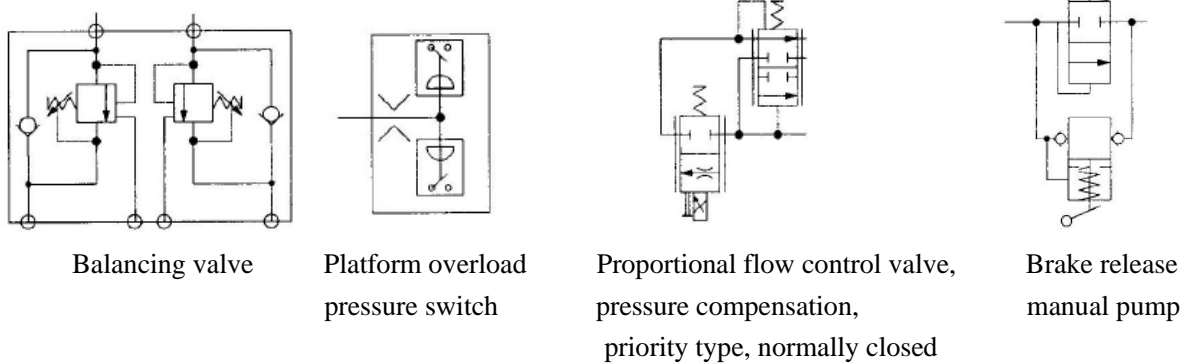 Balancing valve
Platform overload
pressure switch
Proportional flow control valve,
pressure compensation,
priority type, normally closed
Brake release
manual pump